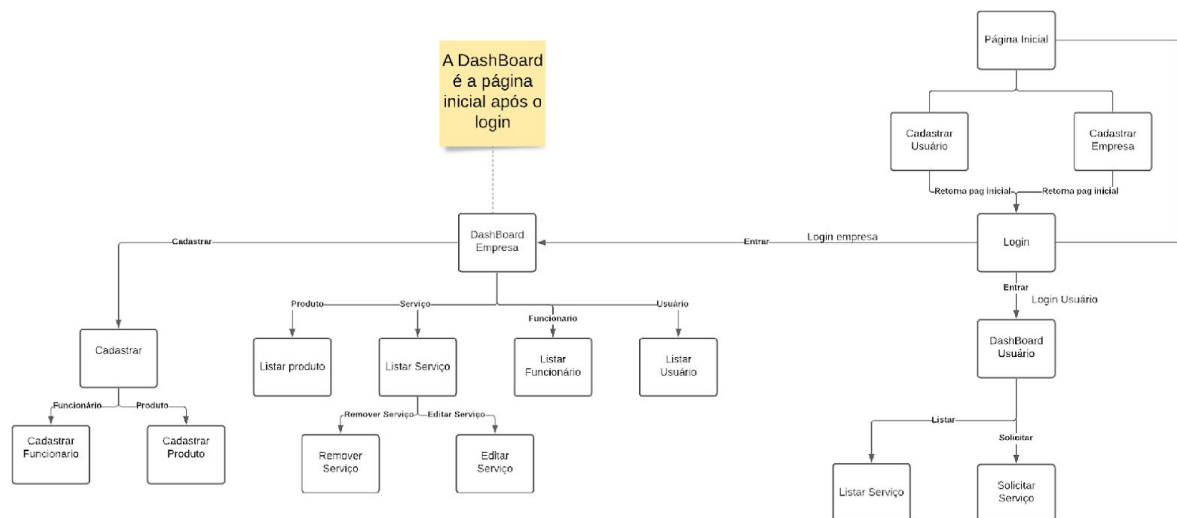 Página Inicial
A DashBoard
é a página
inicial após o
login
Cadastrar
Usuário
Cadastrar
Empresa
Retorna pag inicial
Retorna pag inicial
DashBoard
Empresa
Login
Cadastrar
Entrar
Login empresa
Entrar
Login Usuário
Produto
Serviço
Funcionario
Usuário
Cadastrar
Listar produto
Listar Serviço
Listar
Funcionário
Listar
Usuário
DashBoard
Usuário
Funcionário
Produto
Remover Serviço
Editar Serviço
Listar
Solicitar
Cadastrar
Funcionario
Cadastrar
Produto
Remover
Serviço
Editar
Serviço
Listar Serviço
Solicitar
Serviço